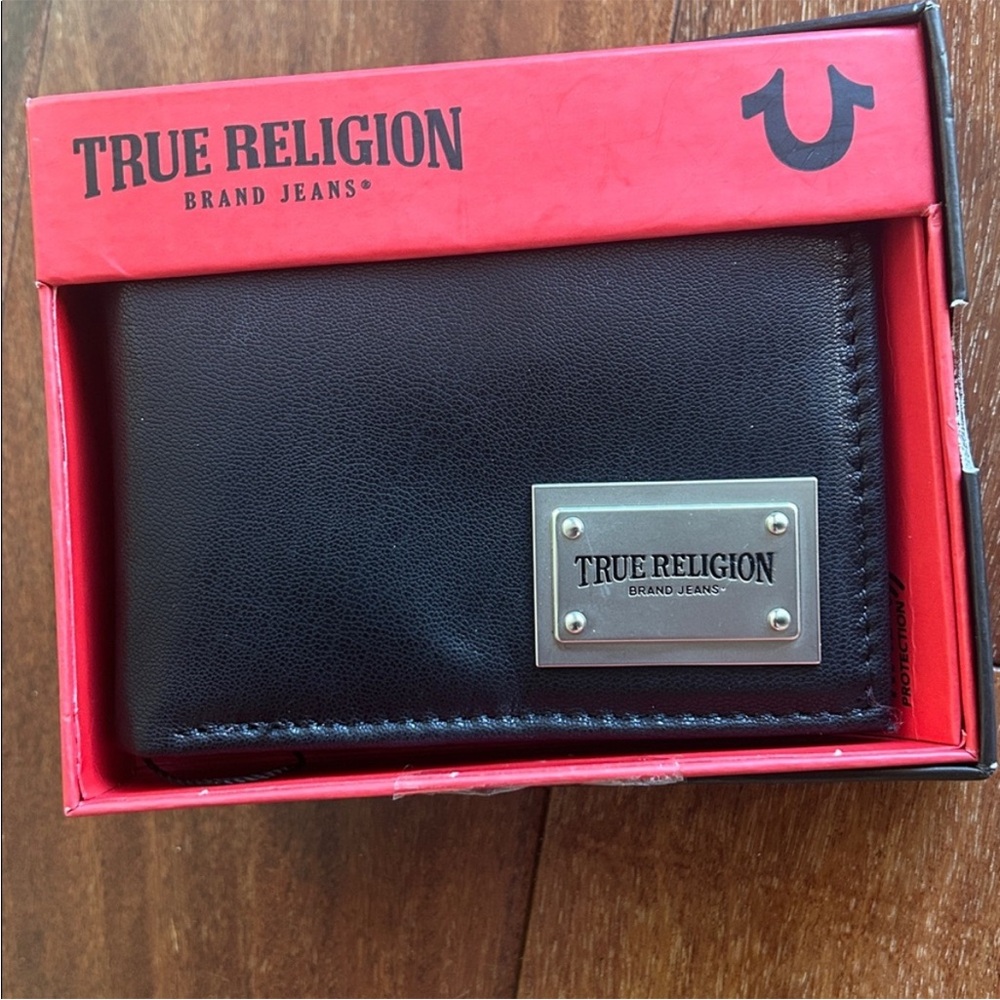 TRUE RELIGION
BRAND JEANS®
TRUE RELIGION
BRAND JEANS
PROTECTION